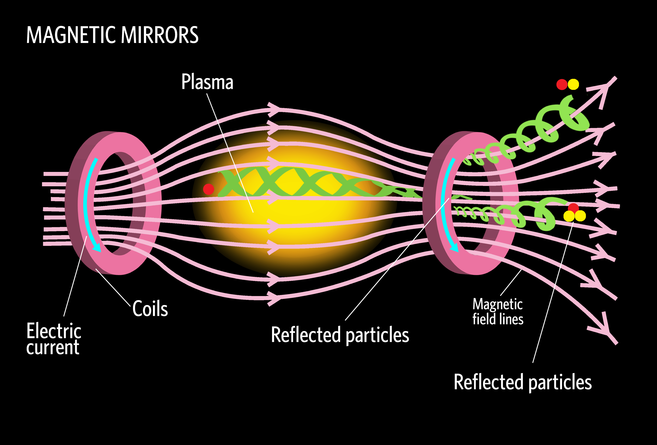 MAGNETIC MIRRORS
Plasma
Coils
Electric
current
Reflected particles
Magnetic
field lines
Reflected particles